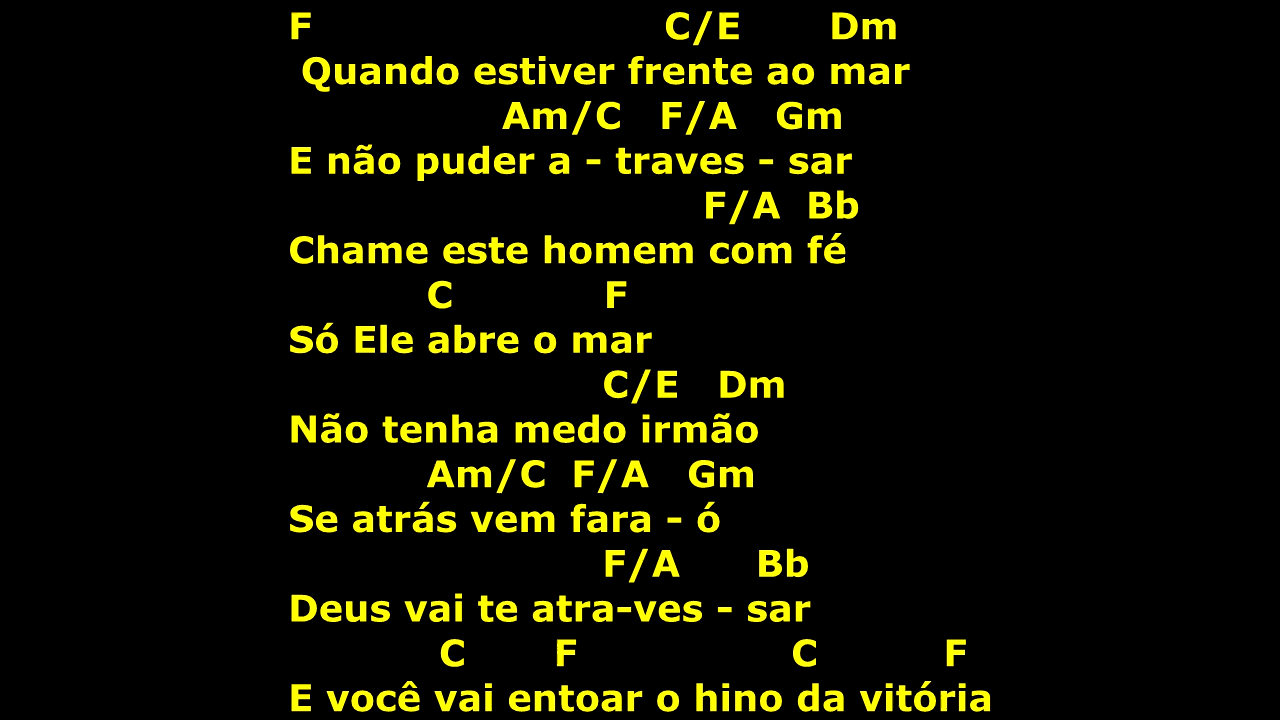 F C/E Dm
Quando estiver frente ao mar
Am/C F/A Gm
E não puder a - traves - sar
F/A Bb
Chame este homem com fé
C F
Só Ele abre o mar
C/E Dm
Não tenha medo irmão
Am/C F/A Gm
Se atrás vem fara - ó
F/A Bb
Deus vai te atra-ves - sar
C F C F
E você vai entoar o hino da vitória